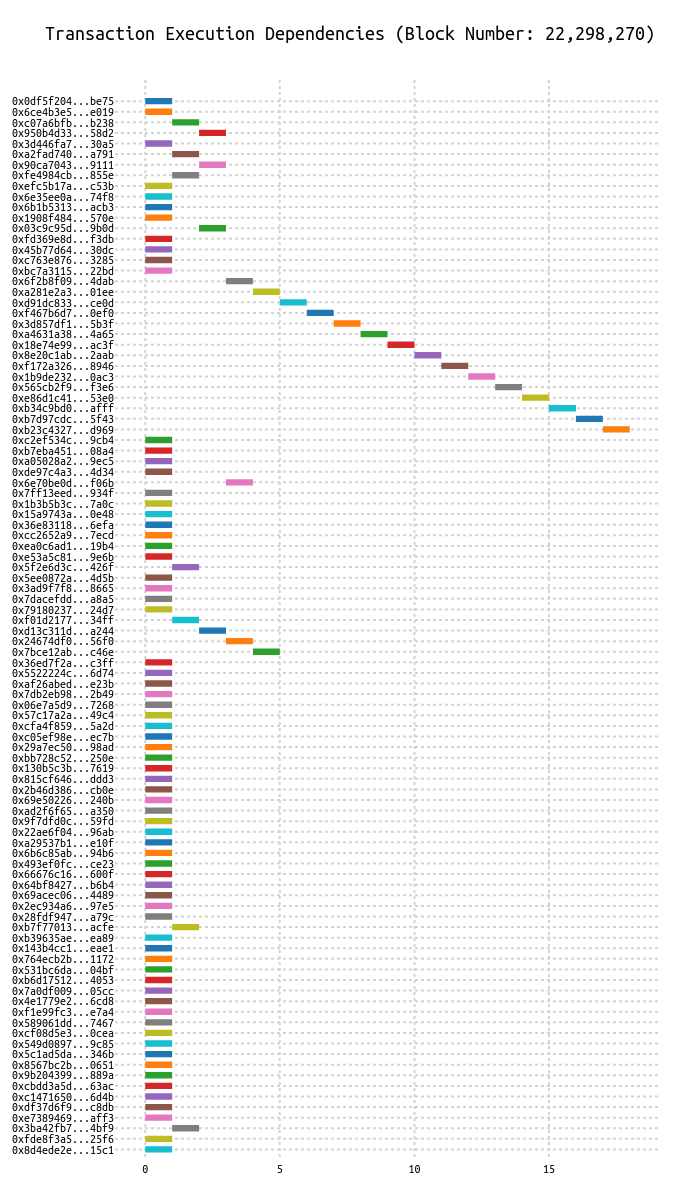 Transaction Execution Dependencies (Block Number: 22,298,270)
0x0df5f204...be75
0x6ce4b3e5...e019
0xc07a6bfb...b238
0x950b4d33...58d2
0x3d446fa7...30a5
0xa2fad740...a791
0x90ca7043...9111
0xfe4984cb...855e
0xefc5b17a...c53b
0x6e35ee0a...74f8
0x6b1b5313...acb3
0x1908f484...570e
0x03c9c95d...9b0d
0xfd369e8d...f3db
0x45b77d64...30dc
0xc763e876...3285
0xbc7a3115...22bd
0x6f2b8f09...4dab
0xa281e2a3...01ee
0xd91dc833...ce0d
0xf467b6d7...0ef0
0x3d857df1...5b3f
0xa4631a38...4a65
0x18e74e99...ac3f
0x8e20c1ab...2aab
0xf172a326...8946
0x1b9de232...0ac3
0x565cb2f9...f3e6
0xe86d1c41...53e0
0xb34c9bd0...afff
0xb7d97cdc...5f43
0xb23c4327...d969
0xc2ef534c...9cb4
0xb7eba451...08a4
0xa05028a2...9ec5
0xde97c4a3...4d34
0x6e70be0d...f06b
0x7ff13eed...934f
0x1b3b5b3c...7a0c
0x15a9743a...0e48
0x36e83118...6efa
0xcc2652a9...7ecd
0xea0c6ad1...19b4
0xe53a5c81...9e6b
0x5f2e6d3c...426f
0x5ee0872a...4d5b
0x3ad9f7f8...8665
0x7dacefdd...a8a5
0x79180237...24d7
0xf01d2177...34ff
0xd13c311d...a244
0x24674df0...56f0
0x7bce12ab...c46e
0x36ed7f2a...c3ff
0x5522224c...6d74
0xaf26abed...e23b
0x7db2eb98...2b49
0x06e7a5d9...7268
0x57c17a2a...49c4
0xcfa4f859...5a2d
0xc05ef98e...ec7b
0x29a7ec50...98ad
0xbb728c52...250e
0x130b5c3b...7619
0x815cf646...ddd3
0x2b46d386...cb0e
0x69e50226...240b
0xad2f6f65...a350
0x9f7dfd0c...59fd
0x22ae6f04...96ab
0xa29537b1...e10f
0x6b6c85ab...94b6
0x493ef0fc...ce23
0x66676c16...600f
0x64bf8427...b6b4
0x69acec06...4489
0x2ec934a6...97e5
0x28fdf947...a79c
0xb7f77013...acfe
0xb39635ae...ea89
0x143b4cc1...eae1
0x764ecb2b...1172
0x531bc6da...04bf
0xb6d17512...4053
0x7a0df009...05cc
0x4e1779e2...6cd8
0xf1e99fc3...e7a4
0x589061dd...7467
0xcf08d5e3...0cea
0x549d0897...9c85
0x5c1ad5da...346b
0x8567bc2b...0651
0x9b204399...889a
0xcbdd3a5d...63ac
0xc1471650...6d4b
0xdf37d6f9...c8db
0xe7389469...aff3
0x3ba42fb7...4bf9
0xfde8f3a5...25f6
0x8d4ede2e...15c1
0 5 10 15